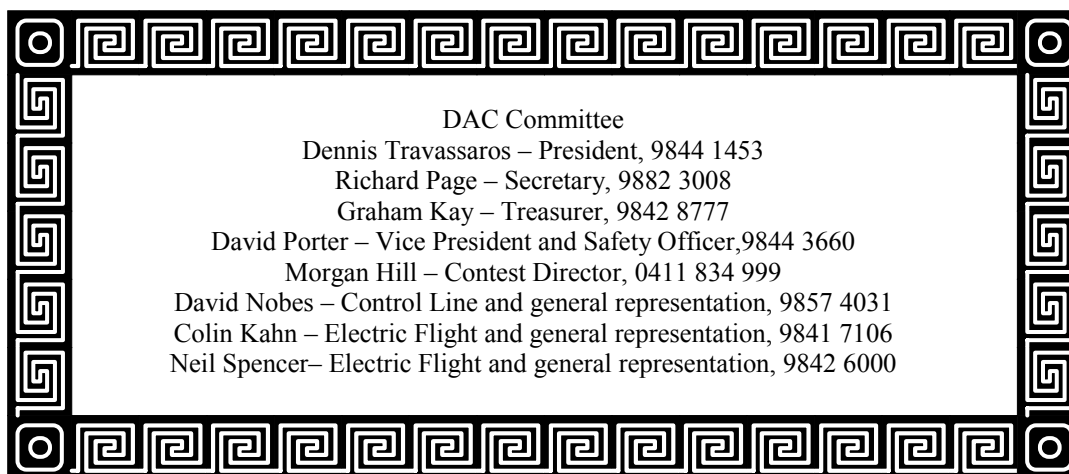 DAC Committee
Dennis Travassaros – President, 9844 1453
Richard Page – Secretary, 9882 3008
Graham Kay – Treasurer, 9842 8777
David Porter – Vice President and Safety Officer,9844 3660
Morgan Hill – Contest Director, 0411 834 999
David Nobes – Control Line and general representation, 9857 4031
Colin Kahn – Electric Flight and general representation, 9841 7106
Neil Spencer– Electric Flight and general representation, 9842 6000